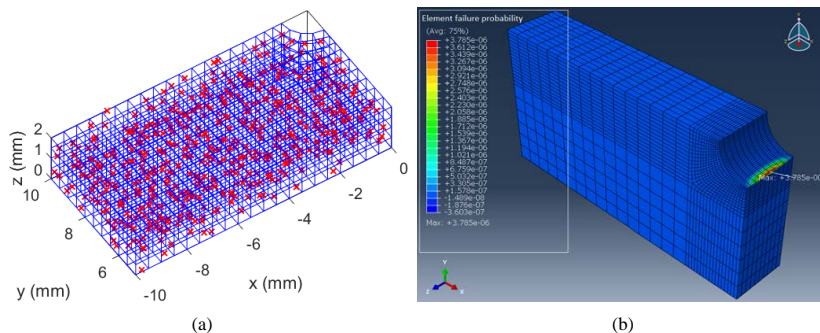 2
1
0
z (mm)
10
8
6
y (mm)
-10
-8
-6
-4
-2
0
x (mm)
(a)
Element failure probability
(Avg: 75%)
+3.785e-06
+3.612e-06
+3.439e-06
+3.267e-06
+3.094e-06
+2.921e-06
+2.748e-06
+2.576e-06
+2.403e-06
+2.230e-06
+2.058e-06
+1.885e-06
+1.712e-06
+1.539e-06
+1.367e-06
+1.194e-06
+1.021e-06
+8.487e-07
+6.759e-07
+5.032e-07
+3.305e-07
+1.578e-07
-1.489e-08
-1.876e-07
-3.603e-07
Max: +3.785e-06
Max: +3.785e-06
Y
Z
X
(b)